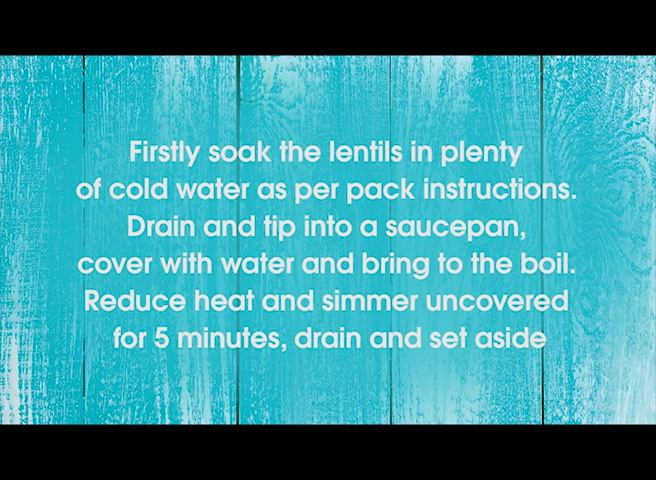 Firstly soak the lentils in plenty
of cold water as per pack instructions.
Drain and tip into a saucepan,
cover with water and bring to the boil.
Reduce heat and simmer uncovered
for 5 minutes, drain and set aside